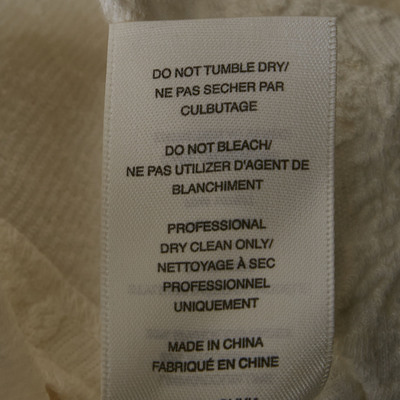 DO NOT TUMBLE DRY/
NE PAS SECHER PAR
CULBUTAGE
DO NOT BLEACH/
NE PAS UTILIZER D'AGENT DE
BLANCHIMENT
PROFESSIONAL
DRY CLEAN ONLY/
NETTOYAGE À SEC
PROFESSIONNEL
UNIQUEMENT
MADE IN CHINA
FABRIQUÉ EN CHINE